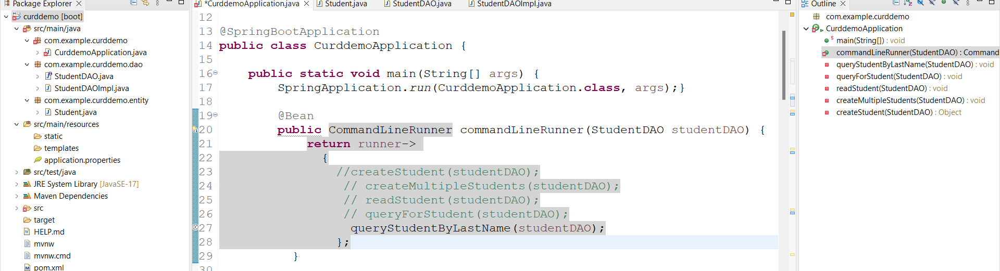 Package Explorer
curddemo [boot]
src/main/java
com.example.curddemo
CurddemoApplication.java
com.example.curddemo.dao
StudentDAO.java
StudentDAOImpl.java
com.example.curddemo.entity
Student.java
src/main/resources
static
templates
application.properties
src/test/java
JRE System Library [JavaSE-17]
Maven Dependencies
src
target
HELP.md
mvnw
mvnw.cmd
pom.xml
*CurddemoApplication.java Student.java StudentDAO.java StudentDAOImpl.java
12
13 @SpringBootApplication
14 public class CurddemoApplication {
15
16 public static void main(String[] args) {
17 SpringApplication.run(CurddemoApplication.class, args);}
18
19 @Bean
20 public CommandLineRunner commandLineRunner(StudentDAO studentDAO) {
21 return runner->
22 {
23 //createStudent(studentDAO);
24 // createMultipleStudents(studentDAO);
25 // readStudent(studentDAO);
26 // queryForStudent(studentDAO);
27 queryStudentByLastName(studentDAO);
28 };
29 }
30
Outline
com.example.curddemo
CurddemoApplication
main(String[]) : void
commandLineRunner(StudentDAO) : Command
queryStudentByLastName(StudentDAO) : void
queryForStudent(StudentDAO) : void
readStudent(StudentDAO) : void
createMultipleStudents(StudentDAO) : void
createStudent(StudentDAO) : Object